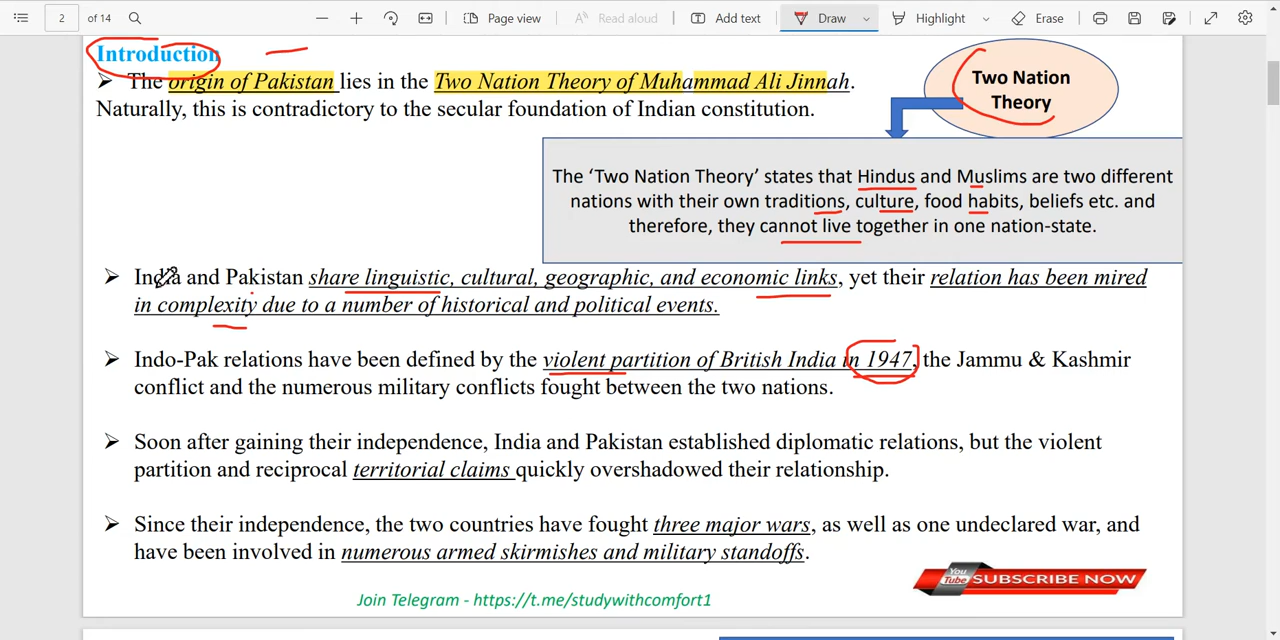 2
of 14
Page view
Read aloud
Add text
Draw
Highlight
Erase
Introduction
➢ The origin of Pakistan lies in the Two Nation Theory of Muhammad Ali Jinnah.
Naturally, this is contradictory to the secular foundation of Indian constitution.
Two Nation
Theory
The ‘Two Nation Theory’ states that Hindus and Muslims are two different
nations with their own traditions, culture, food habits, beliefs etc. and
therefore, they cannot live together in one nation-state.
➢ India and Pakistan share linguistic, cultural, geographic, and economic links, yet their relation has been mired
in complexity due to a number of historical and political events.
➢ Indo-Pak relations have been defined by the violent partition of British India in 1947, the Jammu & Kashmir
conflict and the numerous military conflicts fought between the two nations.
➢ Soon after gaining their independence, India and Pakistan established diplomatic relations, but the violent
partition and reciprocal territorial claims quickly overshadowed their relationship.
➢ Since their independence, the two countries have fought three major wars, as well as one undeclared war, and
have been involved in numerous armed skirmishes and military standoffs.
You
Tube SUBSCRIBE NOW
Join Telegram - https://t.me/studywithcomfort1